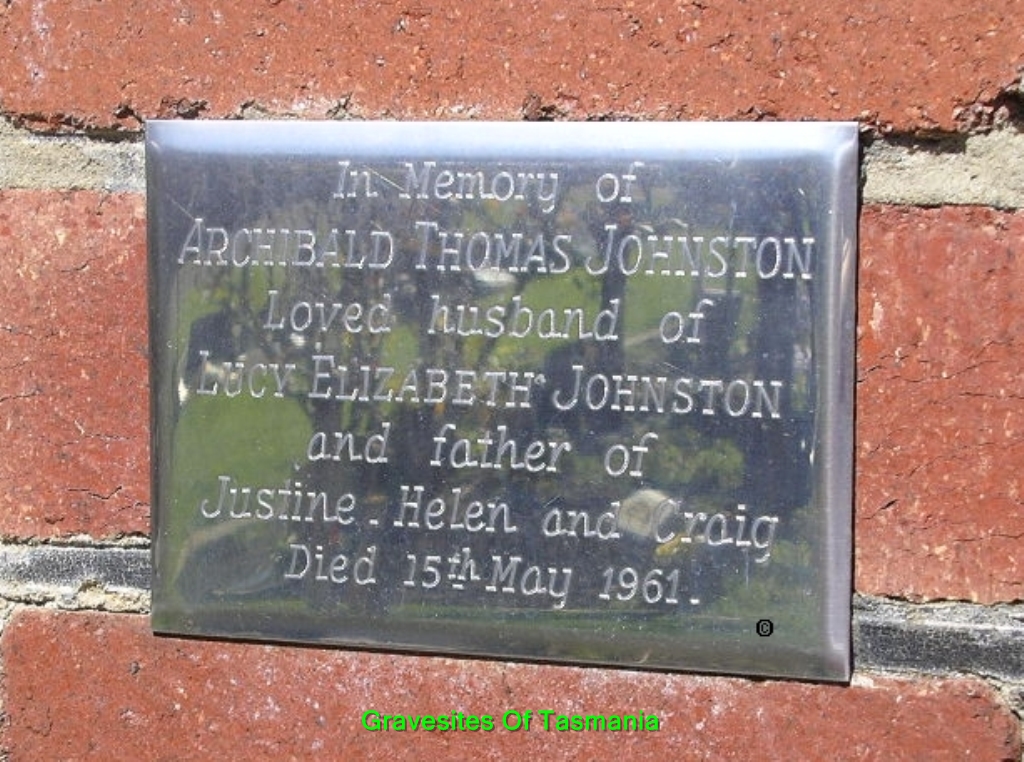 In Memory of
ARCHIBALD THOMAS JOHNSTON
Loved husband of
LUCY ELIZABETH JOHNSTON
and father of
Justine. Helen and Craig
Died 15th May 1961.
©
Gravesites Of Tasmania